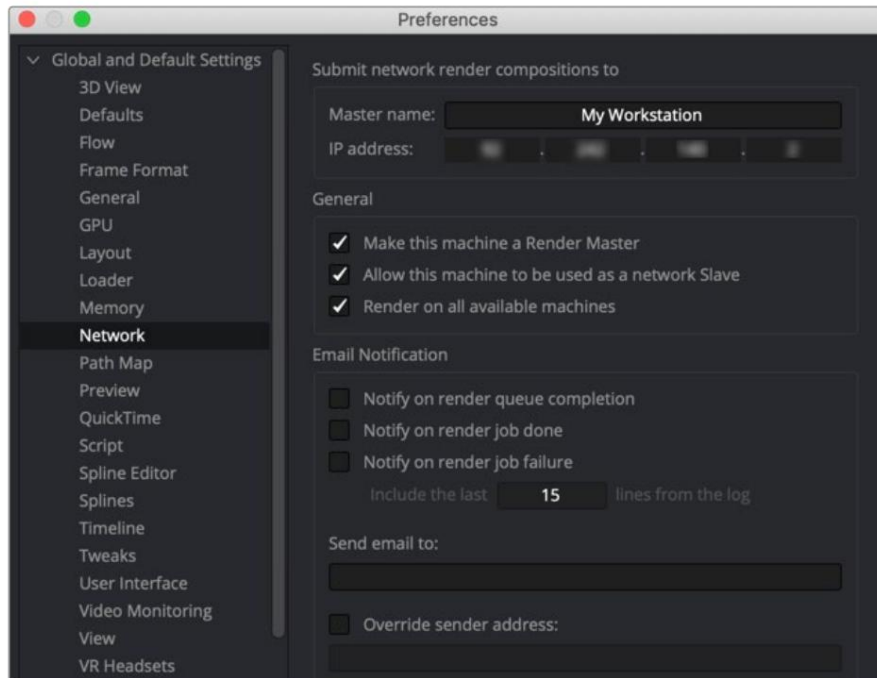 Preferences
Global and Default Settings
3D View
Defaults
Flow
Frame Format
General
GPU
Layout
Loader
Memory
Network
Path Map
Preview
QuickTime
Script
Spline Editor
Splines
Timeline
Tweaks
User Interface
Video Monitoring
View
VR Headsets
Submit network render compositions to
Master name: My Workstation
IP address: . . .
General
Make this machine a Render Master
Allow this machine to be used as a network Slave
Render on all available machines
Email Notification
Notify on render queue completion
Notify on render job done
Notify on render job failure
Include the last 15 lines from the log
Send email to:
Override sender address: